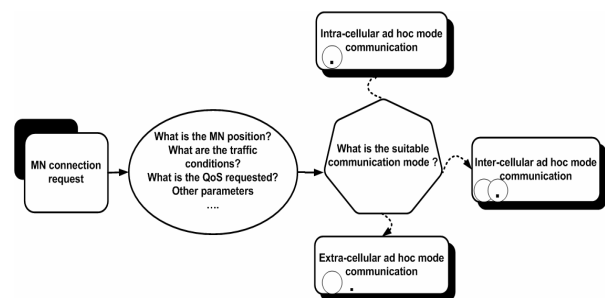 Intra-cellular ad hoc mode
communication
MN connection
request
What is the MN position?
What are the traffic
conditions?
What is the QoS requested?
Other parameters
....
What is the suitable
communication mode ?
Inter-cellular ad hoc mode
communication
Extra-cellular ad hoc mode
communication